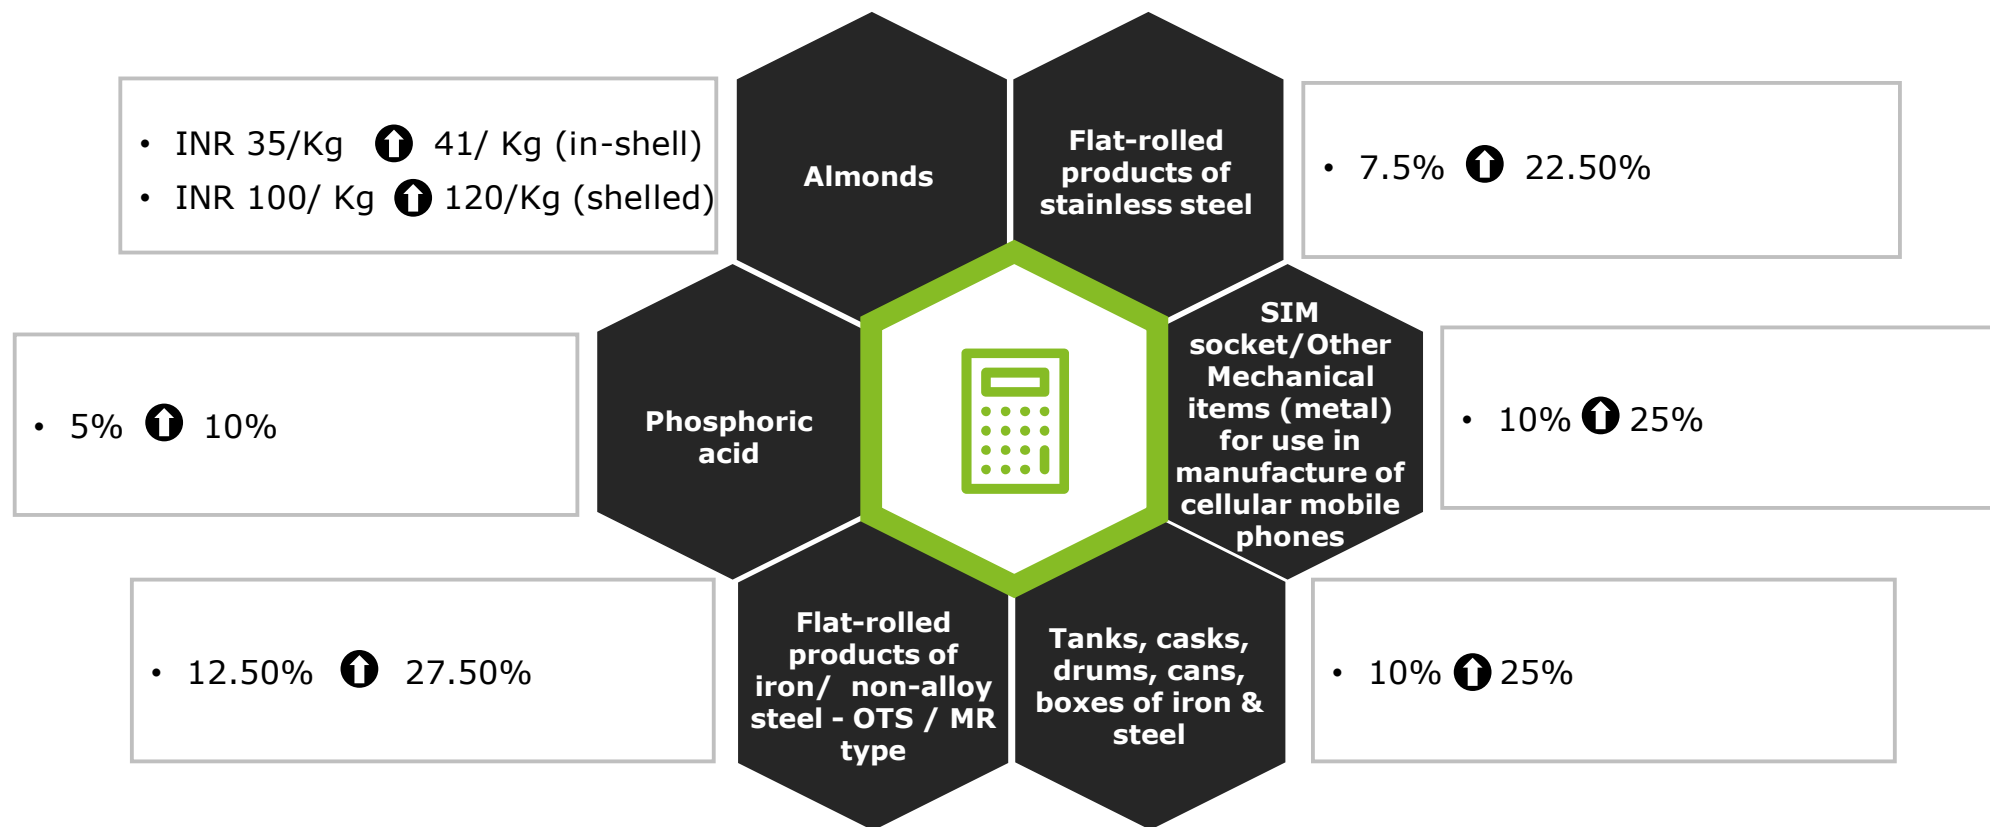 • INR 35/Kg 41/ Kg (in-shell)
• INR 100/ Kg 120/Kg (shelled)
Almonds
Flat-rolled
products of
stainless steel
• 7.5% 22.50%
• 5% 10%
Phosphoric
acid
SIM
socket/Other
Mechanical
items (metal)
for use in
manufacture of
cellular mobile
phones
• 10% 25%
• 12.50% 27.50%
Flat-rolled
products of
iron/ non-alloy
steel - OTS / MR
type
Tanks, casks,
drums, cans,
boxes of iron &
steel
• 10% 25%